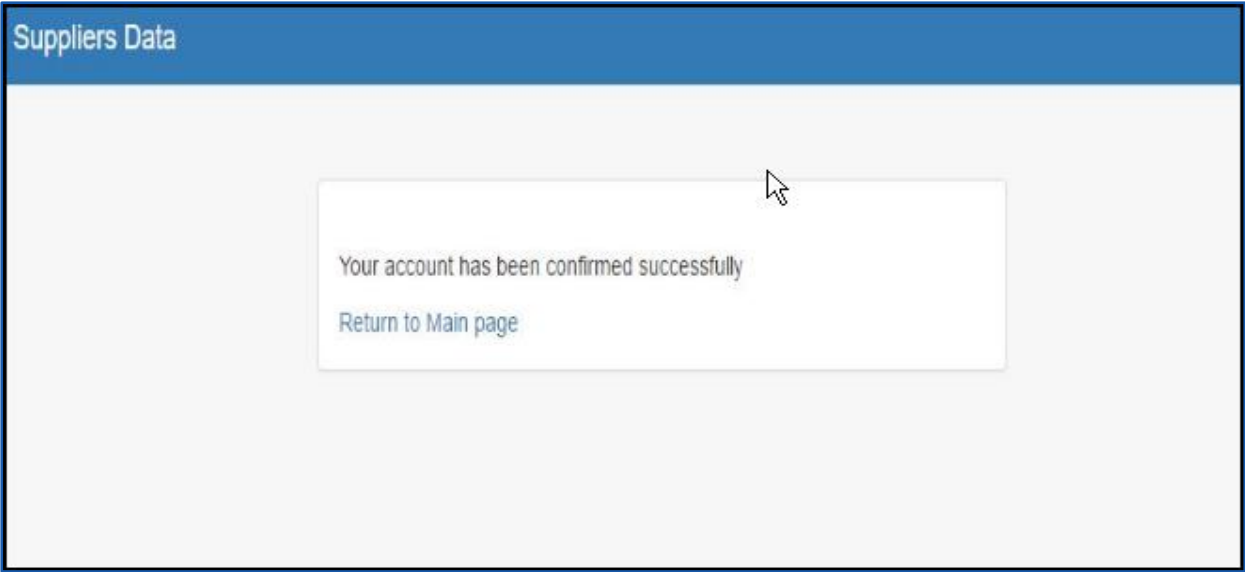 Suppliers Data
Your account has been confirmed successfully
Return to Main page